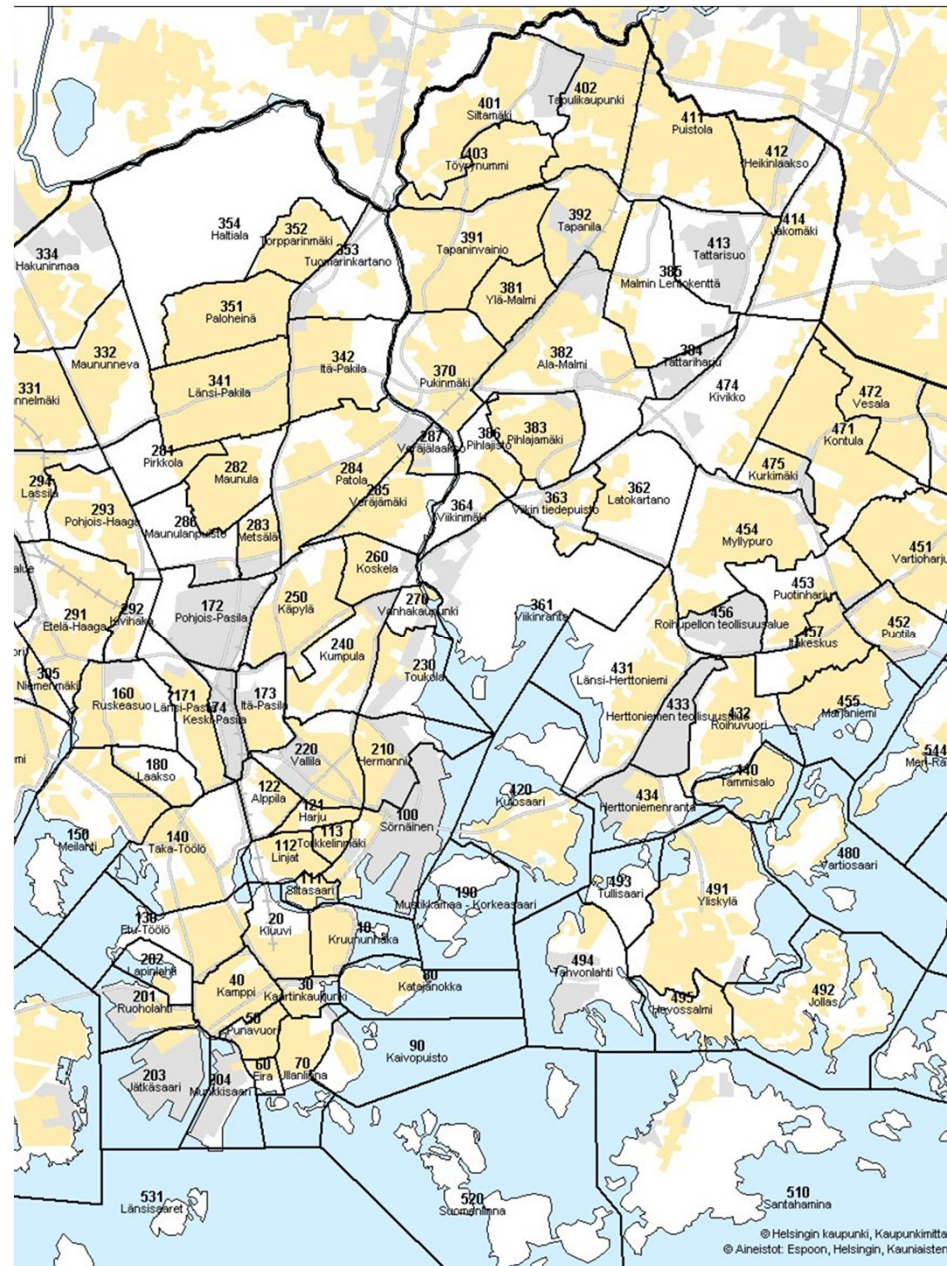 401
Siltamäki
402
Tapulikaupunki
411
Puistola
412
Heikinlaakso
403
Töyrynummi
354
Haltiala
352
Torpparinmäki
353
Tuomarinkartano
334
Hakuninmaa
391
Tapaninvainio
392
Tapanila
413
Tattarisuo
414
Jakomäki
385
Malmin Lentokenttä
381
Ylä-Malmi
351
Paloheinä
332
Maununneva
342
Itä-Pakila
382
Ala-Malmi
384
Tattariharju
370
Pukinmäki
341
Länsi-Pakila
331
nnelmäki
474
Kivikko
472
Vesala
471
Kontula
383
Pihlajamäki
386
Pihlajisto
287
Veräjälaakso
281
Pirkkola
282
Maunula
284
Patola
285
Veräjämäki
475
Kurkimäki
294
Lassila
293
Pohjois-Haaga
362
Latokartano
363
Viikin tiedepuisto
364
Viikinmäki
286
Maunulanpuisto
283
Metsälä
454
Myllypuro
451
Vartioharju
alue
260
Koskela
453
Puotinharju
250
Käpylä
270
Vanhakaupunki
361
Viikinranta
172
Pohjois-Pasila
291
Etelä-Haaga
292
Kivihaka
456
Roihupellon teollisuusalue
457
Itäkeskus
452
Puotila
ori
240
Kumpula
230
Toukola
431
Länsi-Herttoniemi
305
Niemenmäki
160
Ruskeasuo
171
Länsi-Pasila
174
Keski-Pasila
173
Itä-Pasila
433
Herttoniemen teollisuusalue
432
Roihuvuori
455
Marjaniemi
544
Meri-Ra
220
Vallila
210
Hermanni
180
Laakso
mi
440
Tammisalo
122
Alppila
121
Harju
420
Kulosaari
434
Herttoniemenranta
100
Sörnäinen
150
Meilahti
140
Taka-Töölö
112
Linjat
113
Torkkelinmäki
480
Vartiosaari
111
Siltasaari
493
Tullisaari
491
Yliskylä
190
Mustikkamaa - Korkeasaari
130
Etu-Töölö
20
Kluuvi
10
Kruununhaka
202
Lapinlahti
494
Tahvonlahti
40
Kamppi
30
Kaartinkaupunki
80
Katajanokka
201
Ruoholahti
492
Jollas
495
Hevossalmi
50
Punavuori
90
Kaivopuisto
60
Eira
70
Ullanlinna
203
Jätkäsaari
204
Munkkisaari
531
Länsisaaret
520
Suomenlinna
510
Santahamina
© Helsingin kaupunki, Kaupunkimitta
© Aineistot: Espoon, Helsingin, Kauniaisten